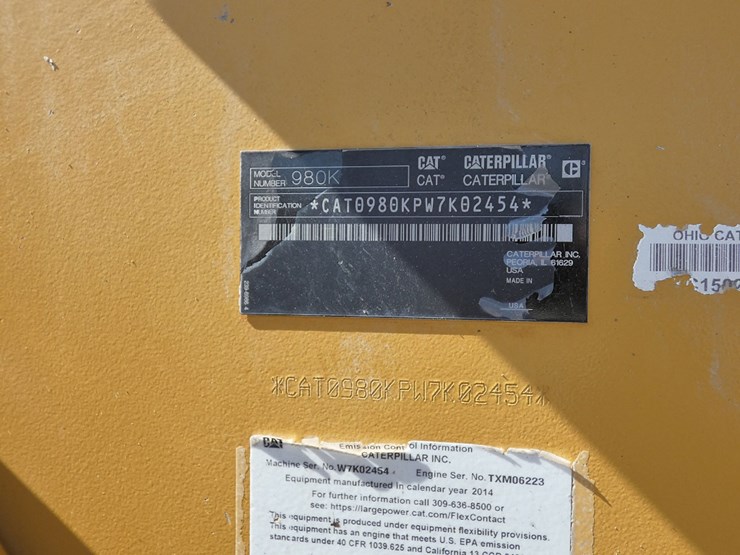 CAT® CATERPILLAR®
MODEL NUMBER 980K CAT® CATERPILLAR®
PRODUCT IDENTIFICATION NUMBER *CAT0980KPW7K02454*
CATERPILLAR INC.
PEORIA, IL 61629
USA
MADE IN
USA
OHIO CAT
*CAT0980KPW7K02454*
CAT Emission Control Information
CATERPILLAR INC.
Machine Ser. No. W7K02454 Engine Ser. No. TXM06223
Equipment manufactured in calendar year 2014
For further information call 309-636-8500 or
see: https://largepower.cat.com/FlexContact
This equipment is produced under equipment flexibility provisions.
This equipment has an engine that meets U.S. EPA emission
standards under 40 CFR 1039.625 and California 13